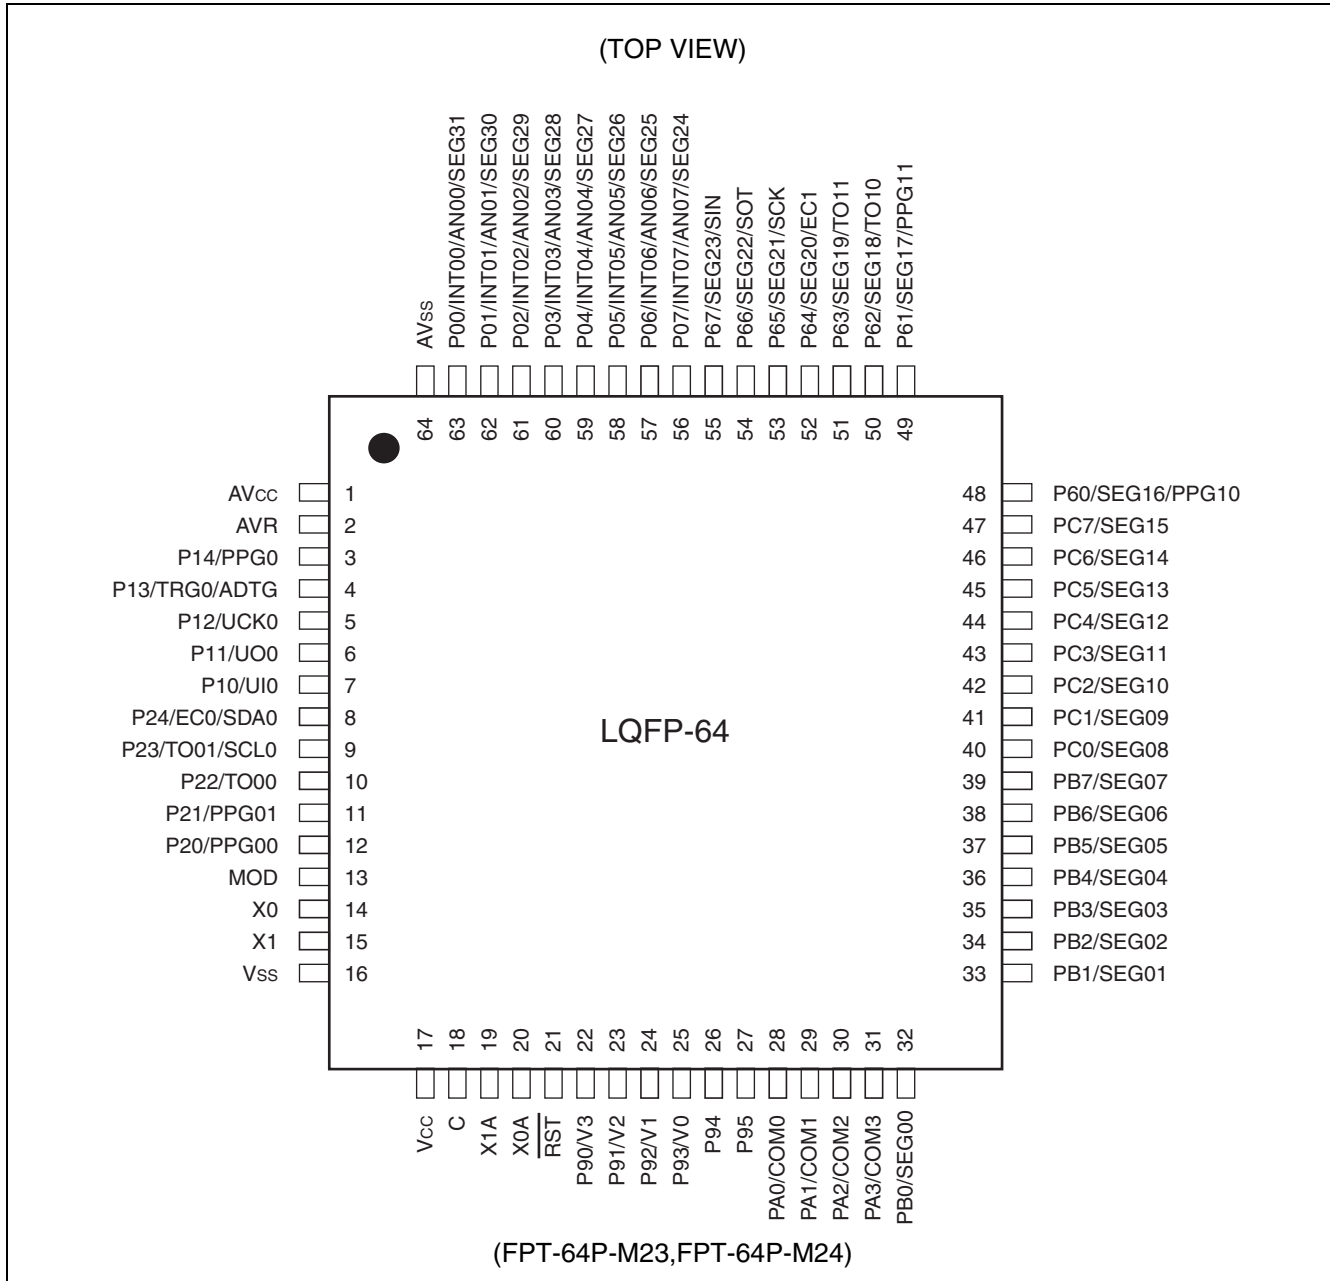 (TOP VIEW)
AVss
P00/INT00/AN00/SEG31
P01/INT01/AN01/SEG30
P02/INT02/AN02/SEG29
P03/INT03/AN03/SEG28
P04/INT04/AN04/SEG27
P05/INT05/AN05/SEG26
P06/INT06/AN06/SEG25
P07/INT07/AN07/SEG24
P67/SEG23/SIN
P66/SEG22/SOT
P65/SEG21/SCK
P64/SEG20/EC1
P63/SEG19/TO11
P62/SEG18/TO10
P61/SEG17/PPG11
64 63 62 61 60 59 58 57 56 55 54 53 52 51 50 49
AVcc 1
AVR 2
P14/PPG0 3
P13/TRG0/ADTG 4
P12/UCK0 5
P11/UO0 6
P10/UI0 7
P24/EC0/SDA0 8
P23/TO01/SCL0 9
P22/TO00 10
P21/PPG01 11
P20/PPG00 12
MOD 13
X0 14
X1 15
Vss 16
LQFP-64
48 P60/SEG16/PPG10
47 PC7/SEG15
46 PC6/SEG14
45 PC5/SEG13
44 PC4/SEG12
43 PC3/SEG11
42 PC2/SEG10
41 PC1/SEG09
40 PC0/SEG08
39 PB7/SEG07
38 PB6/SEG06
37 PB5/SEG05
36 PB4/SEG04
35 PB3/SEG03
34 PB2/SEG02
33 PB1/SEG01
17 18 19 20 21 22 23 24 25 26 27 28 29 30 31 32
Vcc
C
X1A
X0A
RST
P90/V3
P91/V2
P92/V1
P93/V0
P94
P95
PA0/COM0
PA1/COM1
PA2/COM2
PA3/COM3
PB0/SEG00
(FPT-64P-M23,FPT-64P-M24)